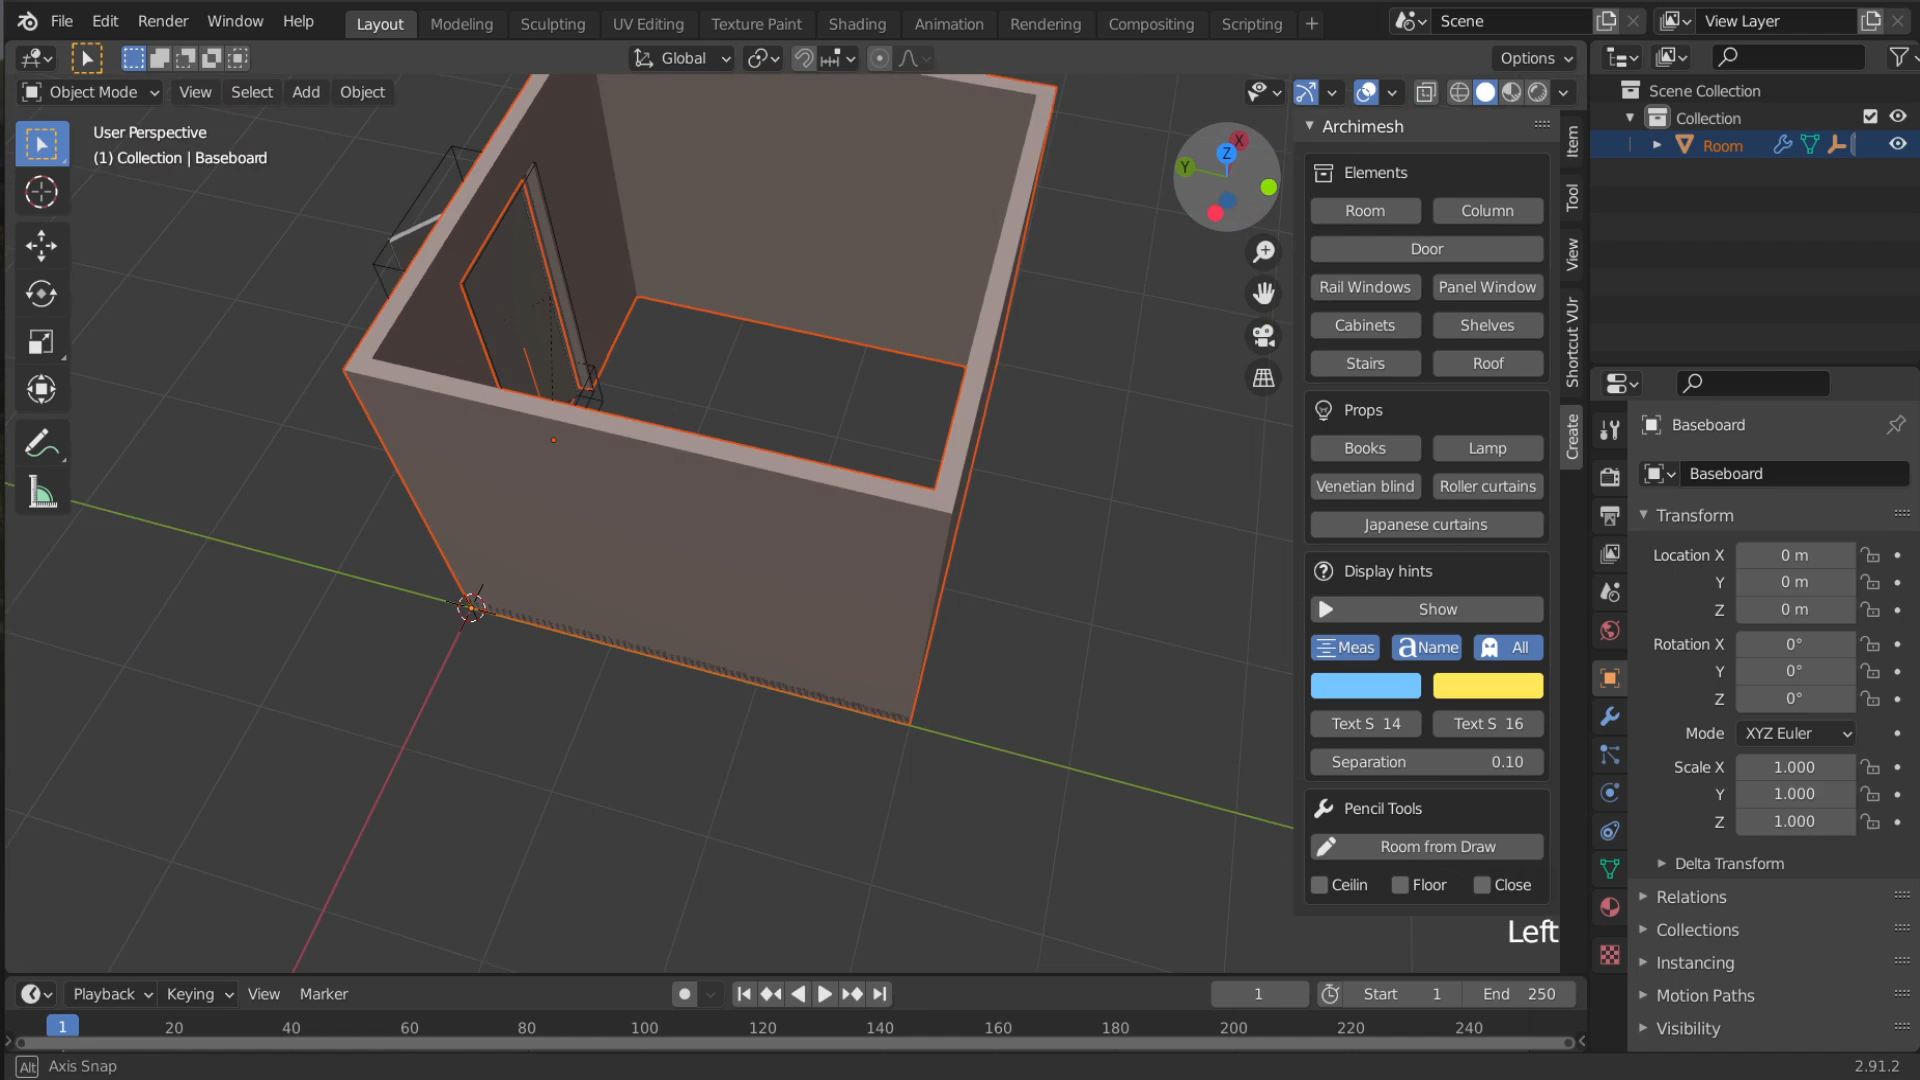 File Edit Render Window Help
Layout Modeling Sculpting UV Editing Texture Paint Shading Animation Rendering Compositing Scripting +
Scene
View Layer
Global
Options
Object Mode View Select Add Object
User Perspective
(1) Collection | Baseboard
X
Y
Z
Archimesh
Elements
Room Column
Door
Rail Windows Panel Window
Cabinets Shelves
Stairs Roof
Props
Books Lamp
Venetian blind Roller curtains
Japanese curtains
Display hints
Show
Meas aName All
Text S 14 Text S 16
Separation 0.10
Pencil Tools
Room from Draw
Ceilin Floor Close
Left
Item
Tool
View
Shortcut VUr
Create
Scene Collection
Collection
Room
Baseboard
Baseboard
Transform
Location X 0 m
Y 0 m
Z 0 m
Rotation X 0°
Y 0°
Z 0°
Mode XYZ Euler
Scale X 1.000
Y 1.000
Z 1.000
Delta Transform
Relations
Collections
Instancing
Motion Paths
Visibility
Playback Keying View Marker
1
Start 1 End 250
1 20 40 60 80 100 120 140 160 180 200 220 240
Alt Axis Snap
2.91.2